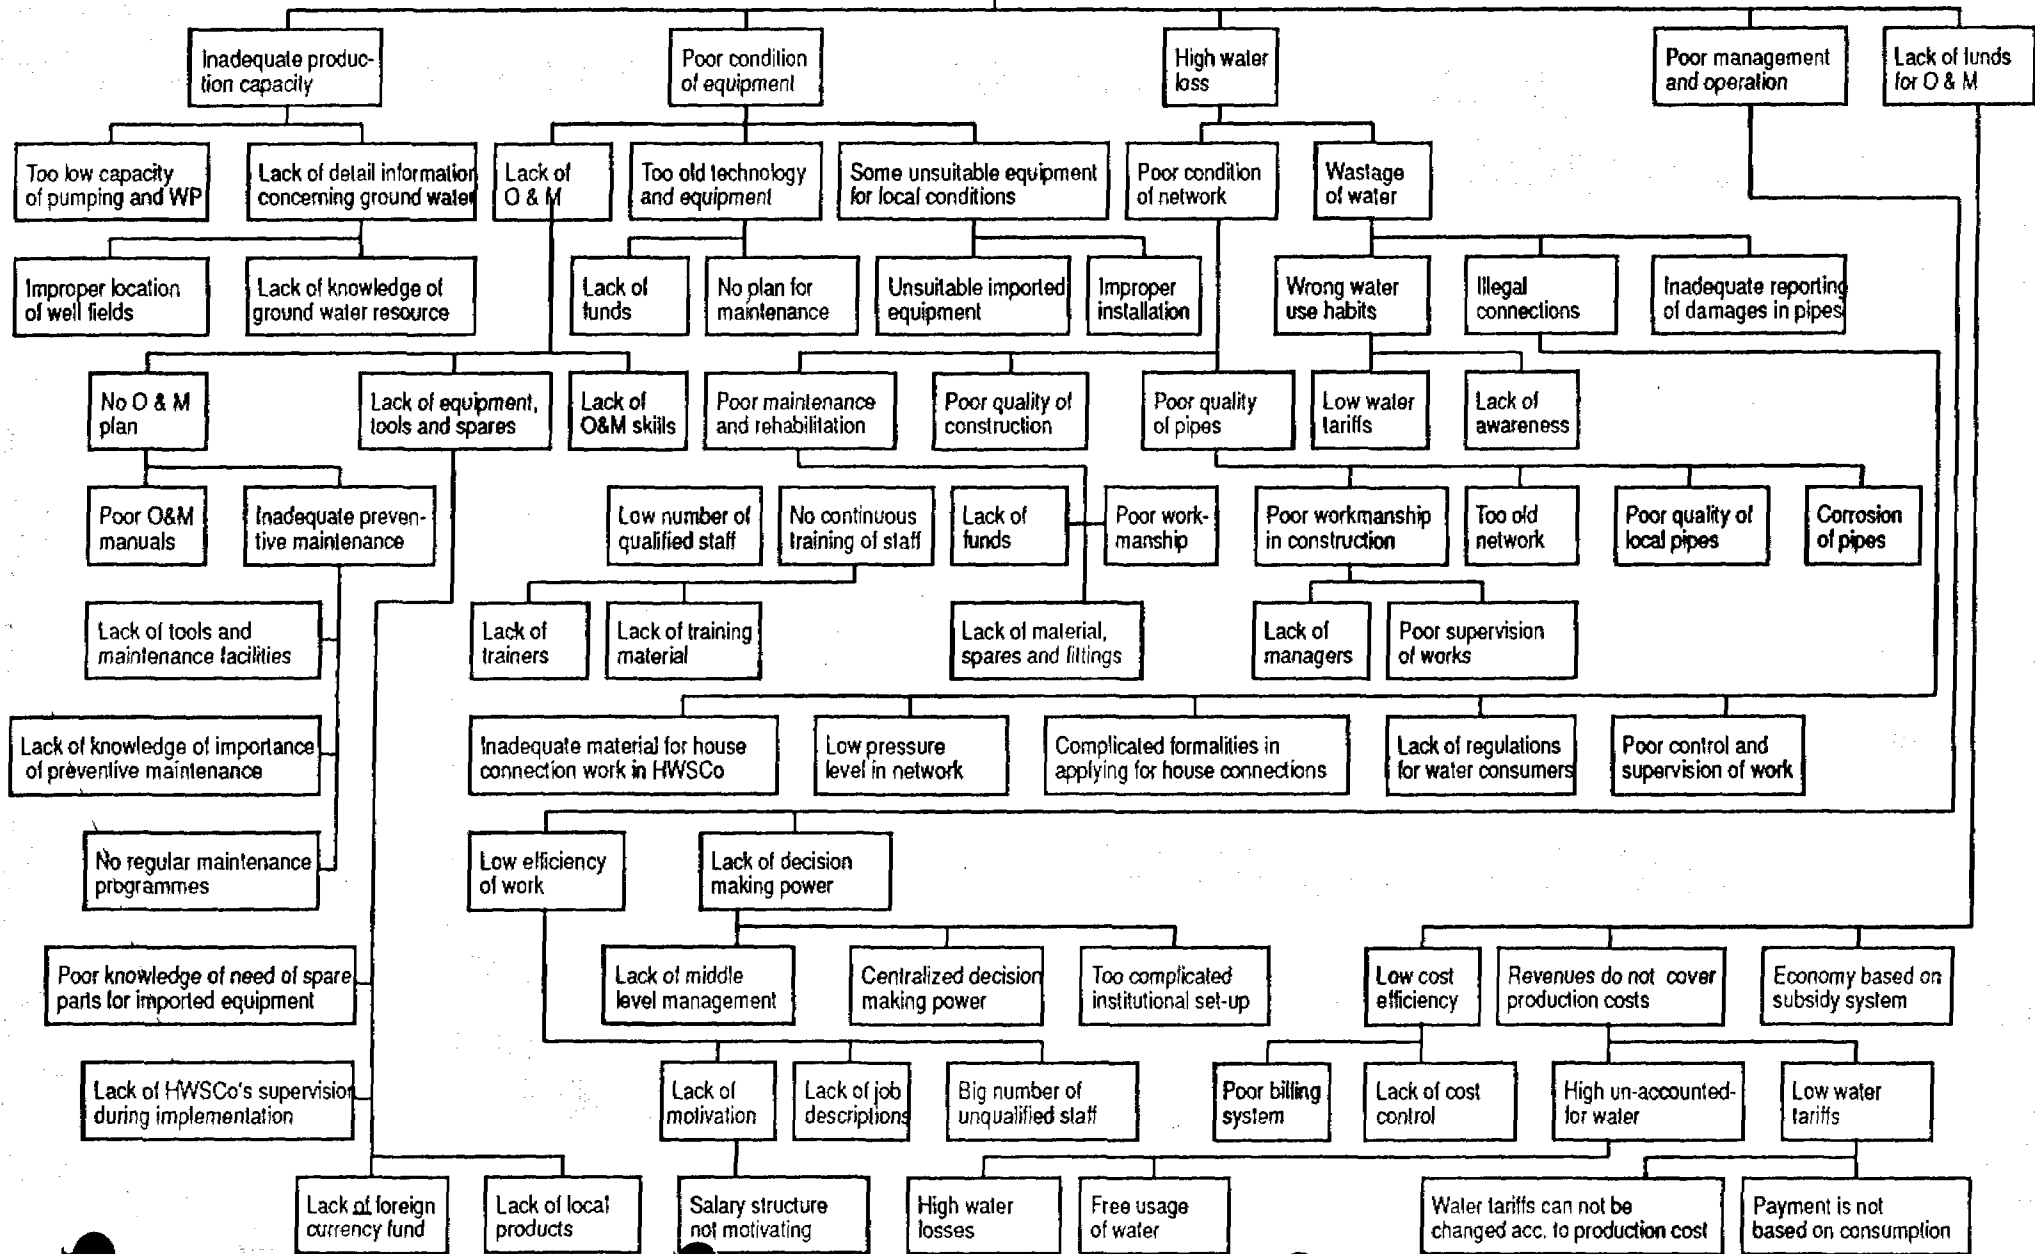 Inadequate produc-
tion capacity
Poor condition
of equipment
High water
loss
Poor management
and operation
Lack of funds
for O & M
Too low capacity
of pumping and WP
Lack of detail information
concerning ground water
Lack of
O & M
Too old technology
and equipment
Some unsuitable equipment
for local conditions
Poor condition
of network
Wastage
of water
Improper location
of well fields
Lack of knowledge of
ground water resource
Lack of
funds
No plan for
maintenance
Unsuitable imported
equipment
Improper
installation
Wrong water
use habits
Illegal
connections
Inadequate reporting
of damages in pipes
No O & M
plan
Lack of equipment,
tools and spares
Lack of
O&M skills
Poor maintenance
and rehabilitation
Poor quality of
construction
Poor quality
of pipes
Low water
tariffs
Lack of
awareness
Poor O&M
manuals
Inadequate preven-
tive maintenance
Low number of
qualified staff
No continuous
training of staff
Lack of
funds
Poor work-
manship
Poor workmanship
in construction
Too old
network
Poor quality of
local pipes
Corrosion
of pipes
Lack of tools and
maintenance facilities
Lack of
trainers
Lack of training
material
Lack of material,
spares and fittings
Lack of
managers
Poor supervision
of works
Lack of knowledge of importance
of preventive maintenance
Inadequate material for house
connection work in HWSCo
Low pressure
level in network
Complicated formalities in
applying for house connections
Lack of regulations
for water consumers
Poor control and
supervision of work
No regular maintenance
programmes
Low efficiency
of work
Lack of decision
making power
Poor knowledge of need of spare
parts for imported equipment
Lack of middle
level management
Centralized decision
making power
Too complicated
institutional set-up
Low cost
efficiency
Revenues do not cover
production costs
Economy based on
subsidy system
Lack of HWSCo's supervision
during implementation
Lack of
motivation
Lack of job
descriptions
Big number of
unqualified staff
Poor billing
system
Lack of cost
control
High un-accounted-
for water
Low water
tariffs
Lack of foreign
currency fund
Lack of local
products
Salary structure
not motivating
High water
losses
Free usage
of water
Water tariffs can not be
changed acc. to production cost
Payment is not
based on consumption